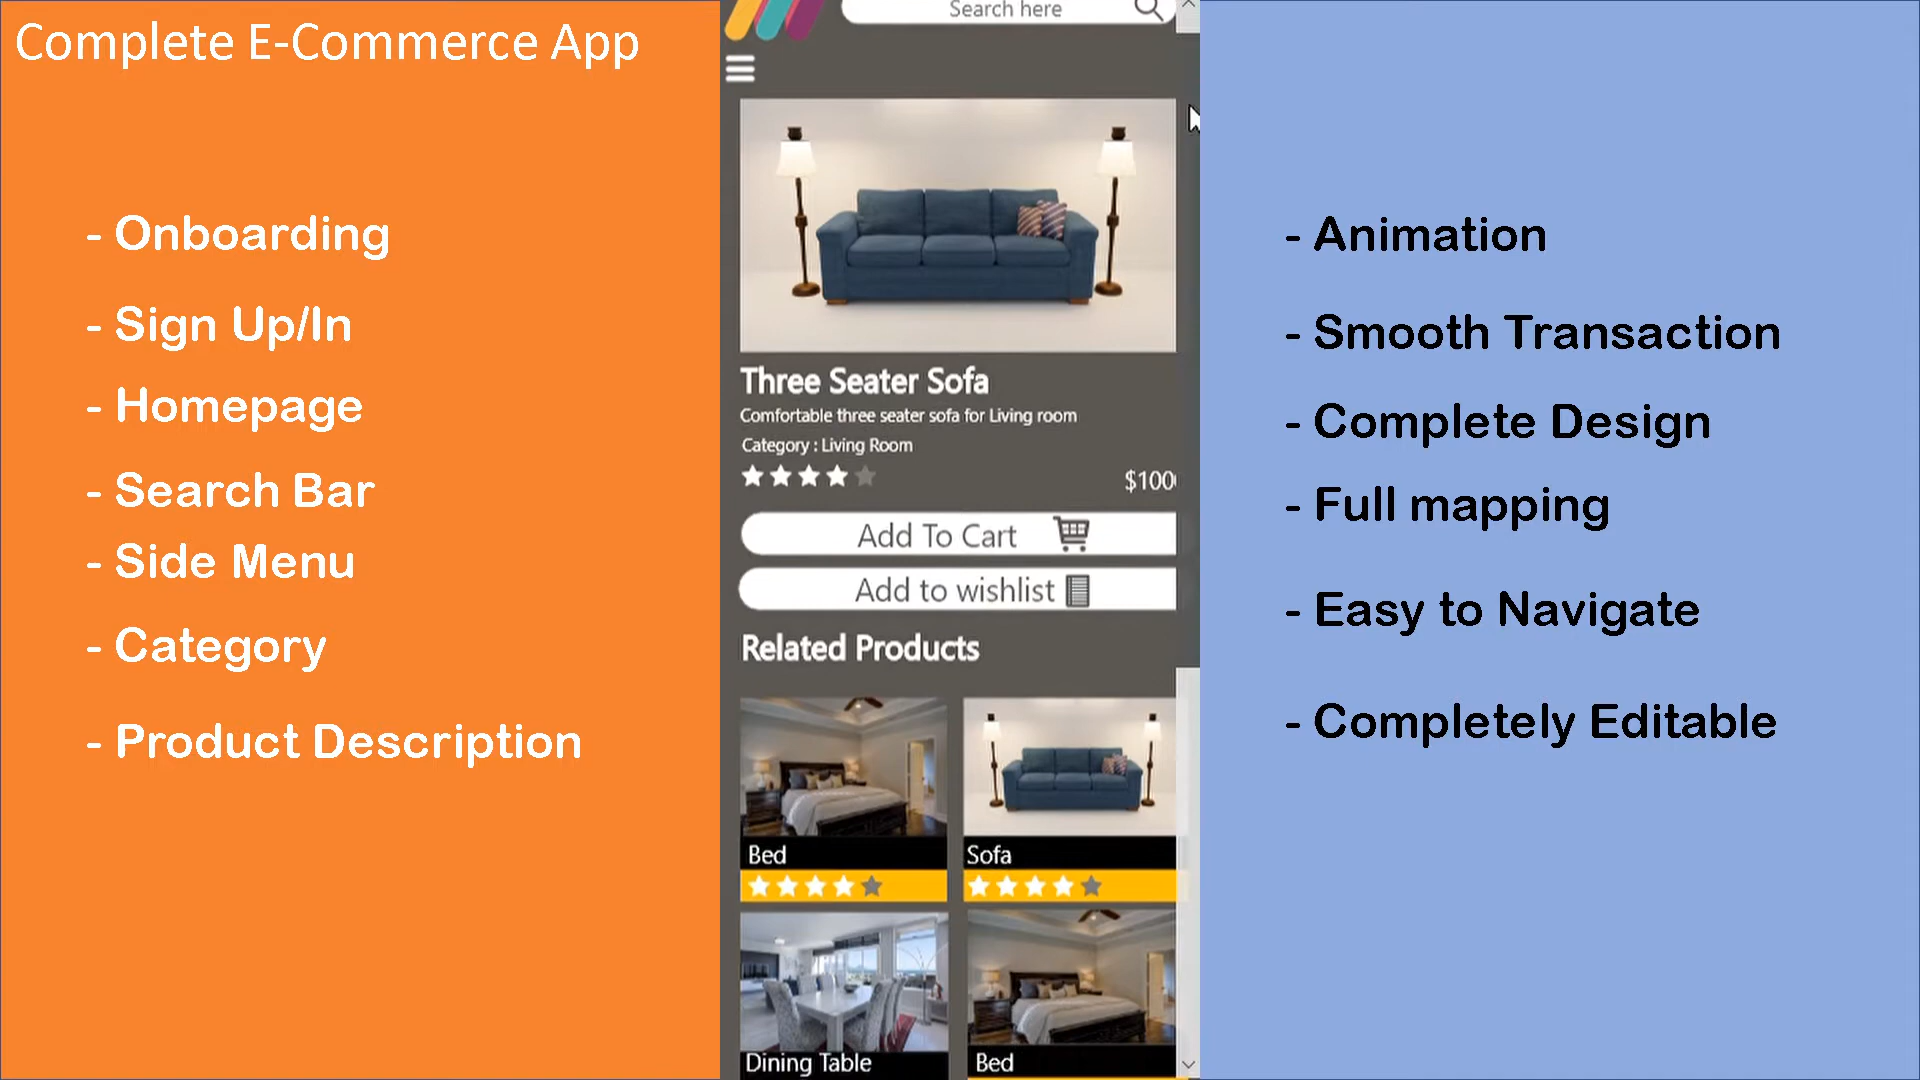 Complete E-Commerce App
- Onboarding
- Sign Up/In
- Homepage
- Search Bar
- Side Menu
- Category
- Product Description
Search here
Three Seater Sofa
Comfortable three seater sofa for Living room
Category : Living Room
$100
Add To Cart
Add to wishlist
Related Products
Bed
Sofa
Dining Table
Bed
- Animation
- Smooth Transaction
- Complete Design
- Full mapping
- Easy to Navigate
- Completely Editable